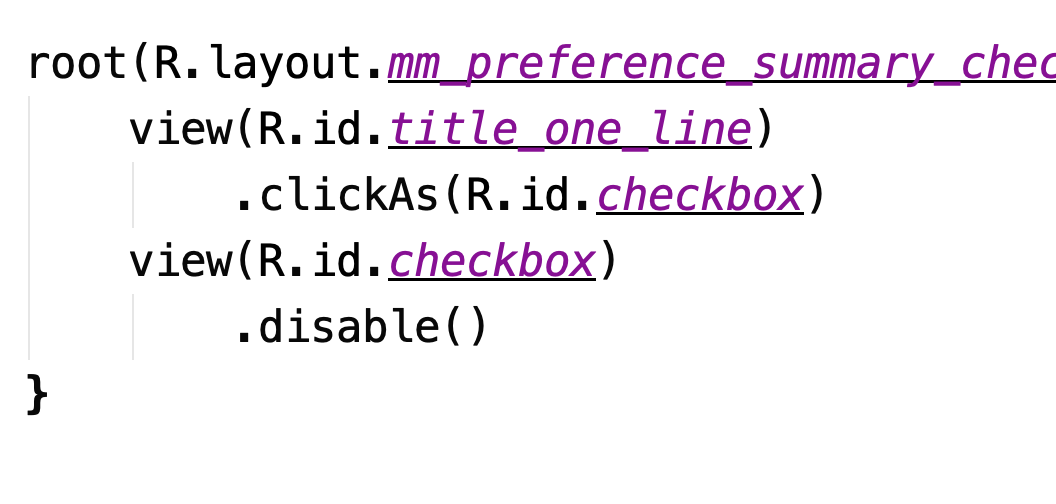 root(R.layout.mm_preference_summary_chec
view(R.id.title_one_line)
.clickAs(R.id.checkbox)
view(R.id.checkbox)
.disable()
}